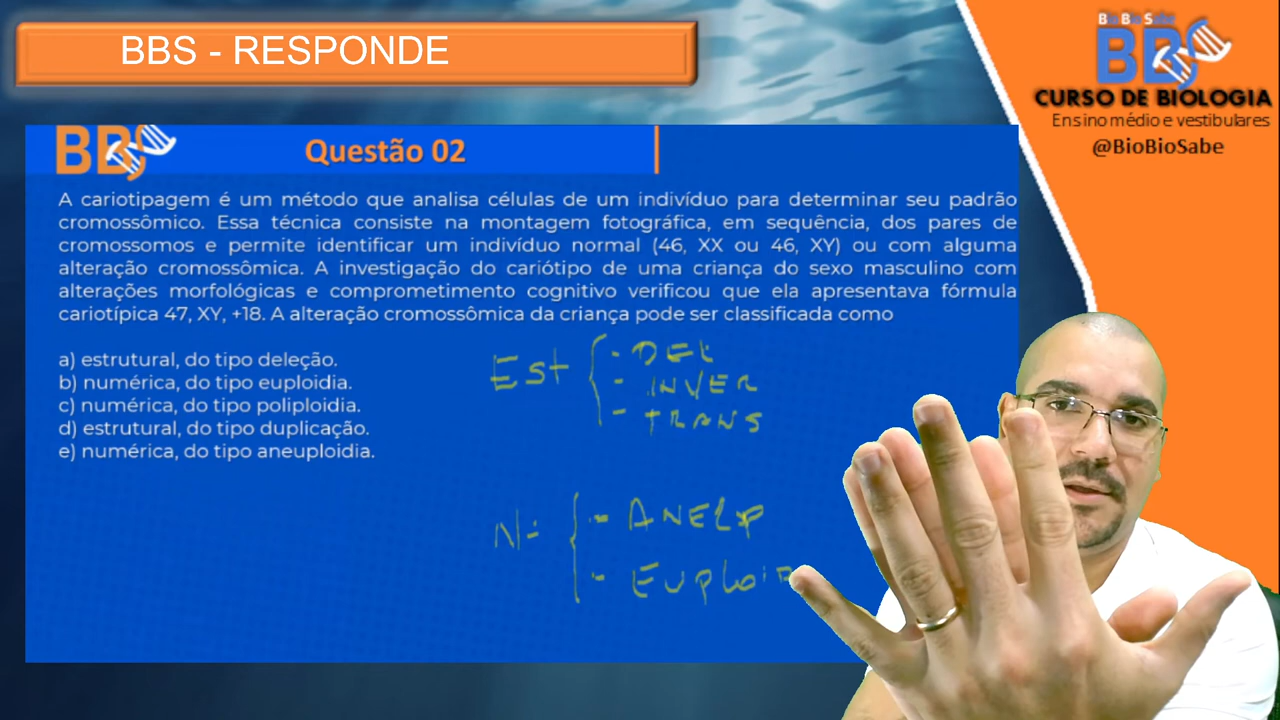 BBS - RESPONDE
Bio Bio Sabe
BBS
CURSO DE BIOLOGIA
Ensino médio e vestibulares
@BioBioSabe
BBS
Questão 02
A cariotipagem é um método que analisa células de um indivíduo para determinar seu padrão
cromossômico. Essa técnica consiste na montagem fotográfica, em sequência, dos pares de
cromossomos e permite identificar um indivíduo normal (46, XX ou 46, XY) ou com alguma
alteração cromossômica. A investigação do cariótipo de uma criança do sexo masculino com
alterações morfológicas e comprometimento cognitivo verificou que ela apresentava fórmula
cariotípica 47, XY, +18. A alteração cromossômica da criança pode ser classificada como
a) estrutural, do tipo deleção.
b) numérica, do tipo euploidia.
c) numérica, do tipo poliploidia.
d) estrutural, do tipo duplicação.
e) numérica, do tipo aneuploidia.
Est
- DEL
- INVER
- TRANS
- EUPLOID